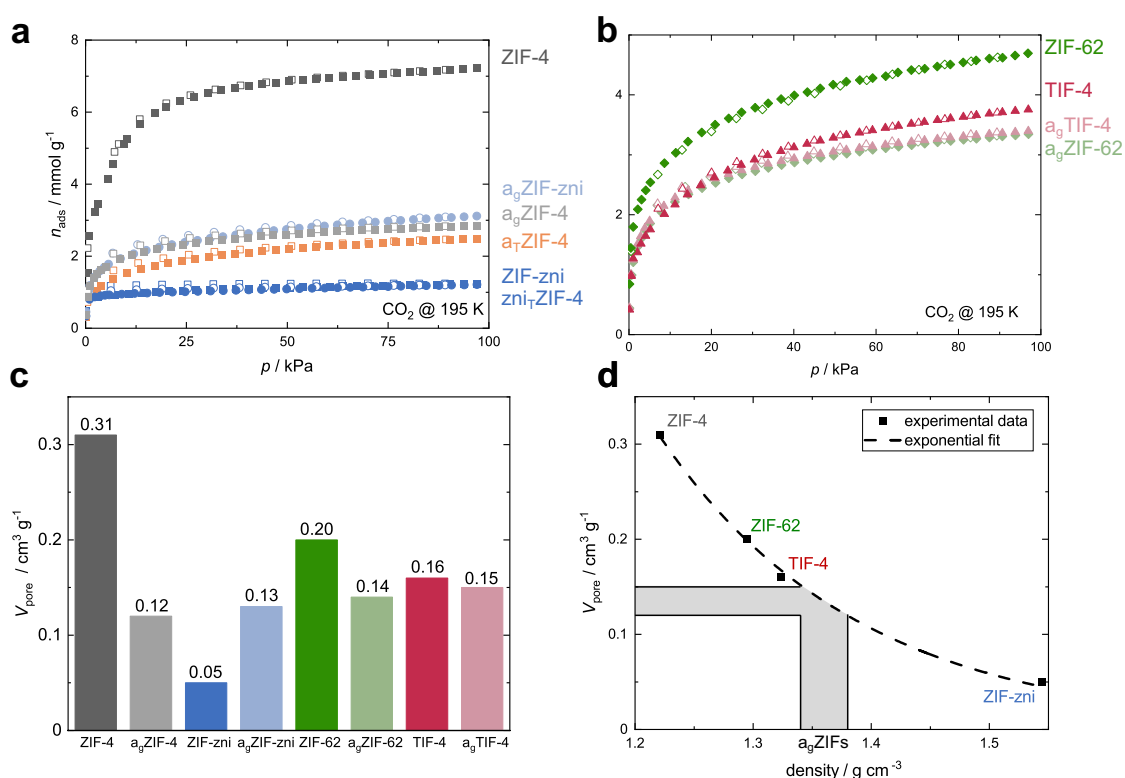 a
8
6
4
2
0
0
25
50
75
100
n_ads / mmol g⁻¹
p / kPa
ZIF-4
a_gZIF-zni
a_gZIF-4
a_TZIF-4
ZIF-zni
zni_TZIF-4
CO₂ @ 195 K
b
4
2
0
0
20
40
60
80
100
p / kPa
ZIF-62
TIF-4
a_gTIF-4
a_gZIF-62
CO₂ @ 195 K
c
0.3
0.2
0.1
0
V_pore / cm³ g⁻¹
0.31
0.12
0.05
0.13
0.20
0.14
0.16
0.15
ZIF-4
a_gZIF-4
ZIF-zni
a_gZIF-zni
ZIF-62
a_gZIF-62
TIF-4
a_gTIF-4
d
0.3
0.2
0.1
0
V_pore / cm³ g⁻¹
experimental data
exponential fit
ZIF-4
ZIF-62
TIF-4
ZIF-zni
1.2
1.3
1.4
1.5
a_gZIFs
density / g cm⁻³